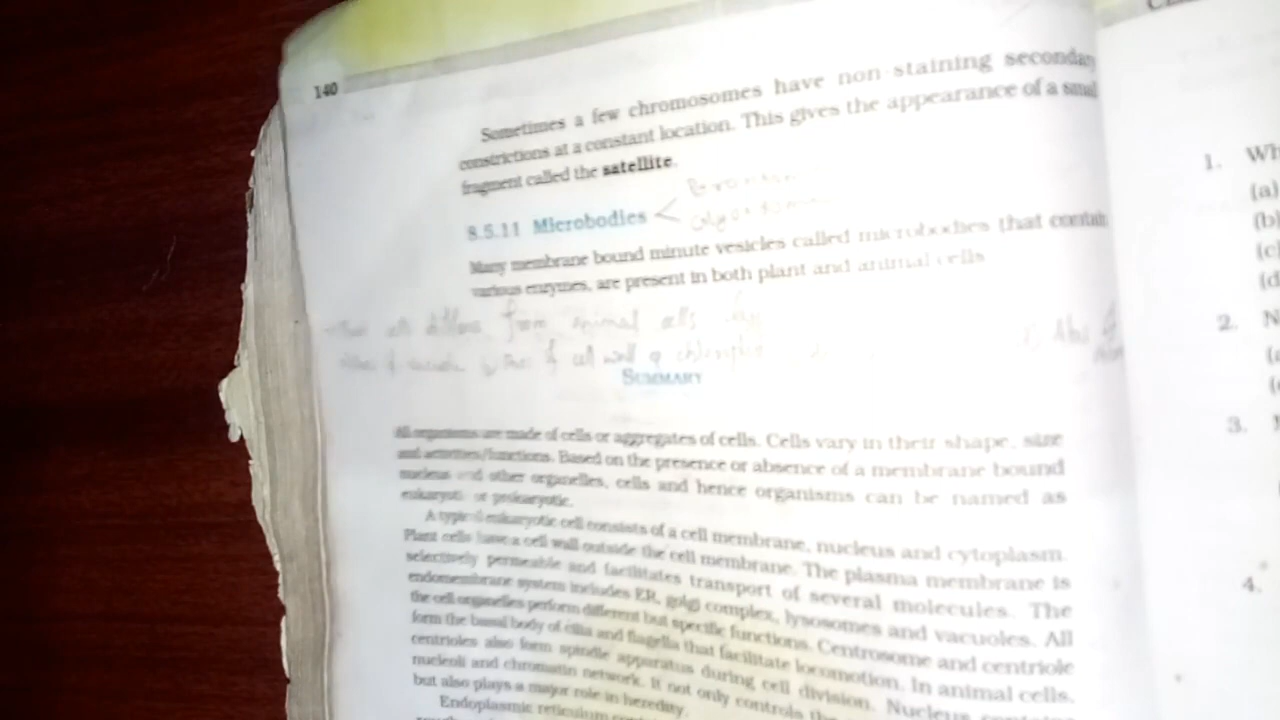 140
Sometimes a few chromosomes have non-staining secondary
constrictions at a constant location. This gives the appearance of a small
fragment called the satellite.
8.5.11 Microbodies
Many membrane bound minute vesicles called microbodies that contain
various enzymes, are present in both plant and animal cells
from animal cells
cell wall
SUMMARY
All organisms are made of cells or aggregates of cells. Cells vary in their shape, size
and activities/functions. Based on the presence or absence of a membrane bound
nucleus and other organelles, cells and hence organisms can be named as
eukaryotic or prokaryotic.
A typical eukaryotic cell consists of a cell membrane, nucleus and cytoplasm.
Plant cells have a cell wall outside the cell membrane. The plasma membrane is
selectively permeable and facilitates transport of several molecules. The
endomembrane system includes ER, golgi complex, lysosomes and vacuoles. All
the cell organelles perform different but specific functions. Centrosome and centriole
form the basal body of cilia and flagella that facilitate locomotion. In animal cells,
centrioles also form spindle apparatus during cell division. Nucleus contains
nucleoli and chromatin network. It not only controls the
but also plays a major role in heredity.
Endoplasmic reticulum
1. Wh
(a)
(b)
(c)
(d
2. N
3.
4.